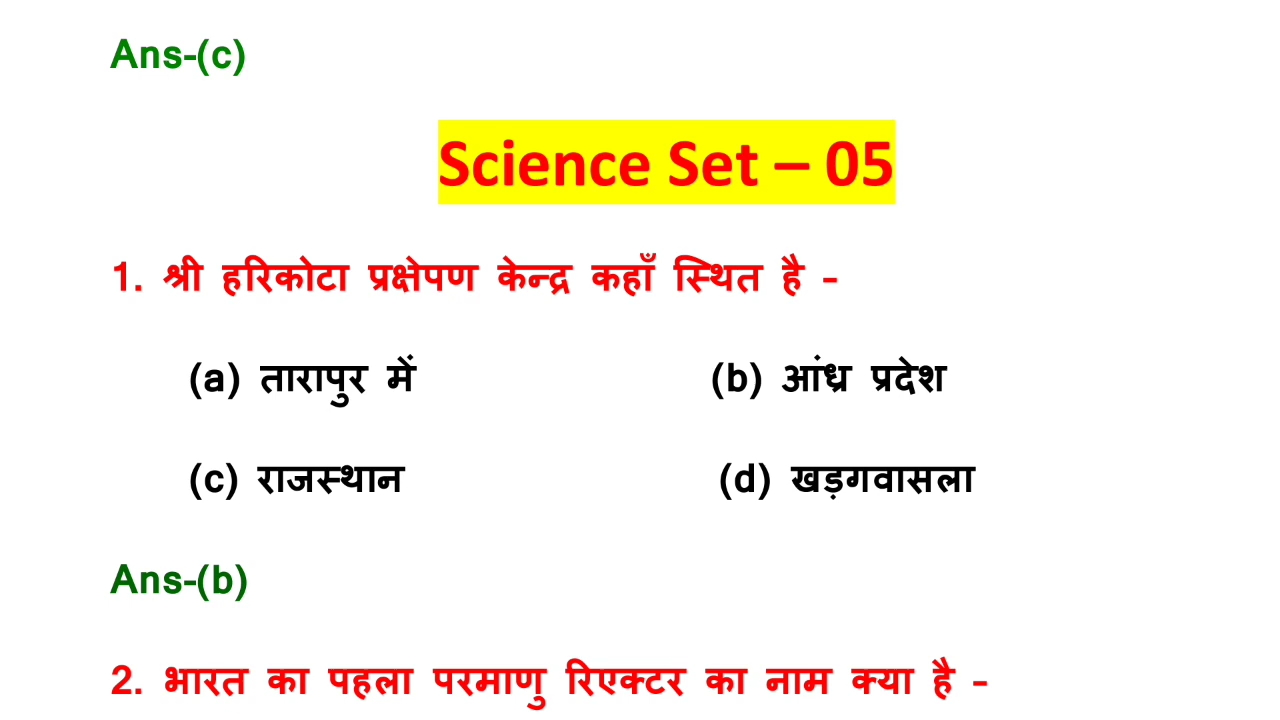 Ans-(c)
Science Set – 05
1. श्री हरिकोटा प्रक्षेपण केन्द्र कहाँ स्थित है –
(a) तारापुर में (b) आंध्र प्रदेश
(c) राजस्थान (d) खड़गवासला
Ans-(b)
2. भारत का पहला परमाणु रिएक्टर का नाम क्या है –